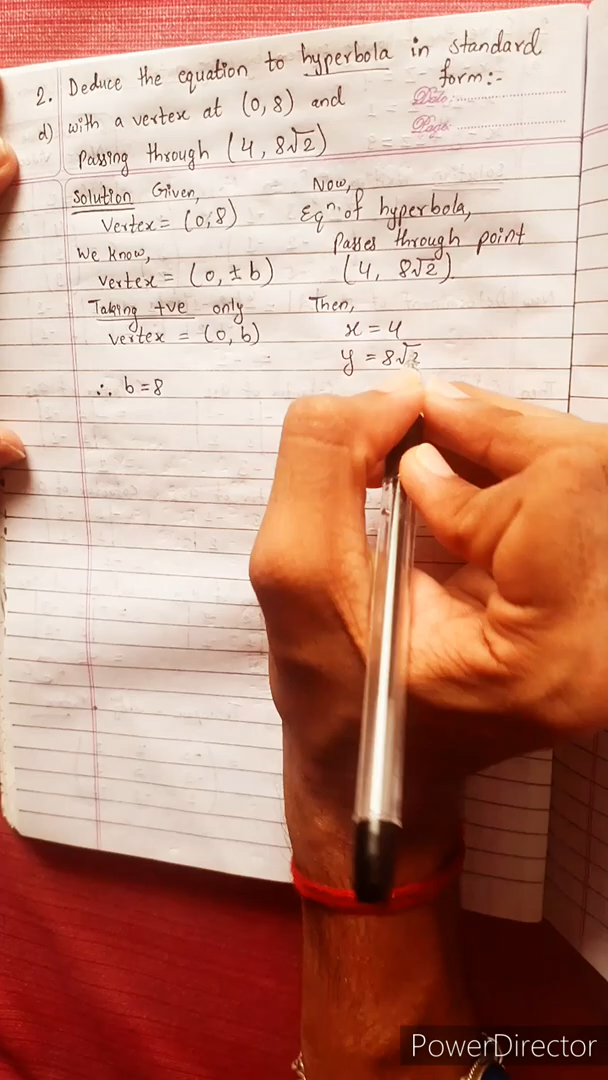 2. Deduce the equation to hyperbola in standard form:-
d) with a vertex at (0,8) and
Passing through (4, 8√2)
Date:
Page:
Solution Given,
Vertex = (0,8)
We know,
vertex = (0, ± b)
Taking +ve only
vertex = (0, b)
∴ b = 8
Now,
Eqⁿ. of hyperbola,
Passes through point
(4, 8√2).
Then,
x = 4
y = 8√2
PowerDirector